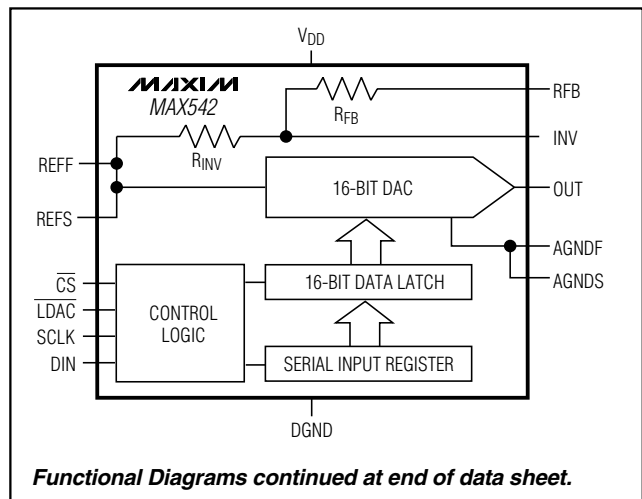 VDD
MAXIM
MAX542
RFB
RFB
INV
RINV
REFF
REFS
16-BIT DAC
OUT
AGNDF
AGNDS
CS
LDAC
SCLK
DIN
CONTROL
LOGIC
16-BIT DATA LATCH
SERIAL INPUT REGISTER
DGND
Functional Diagrams continued at end of data sheet.